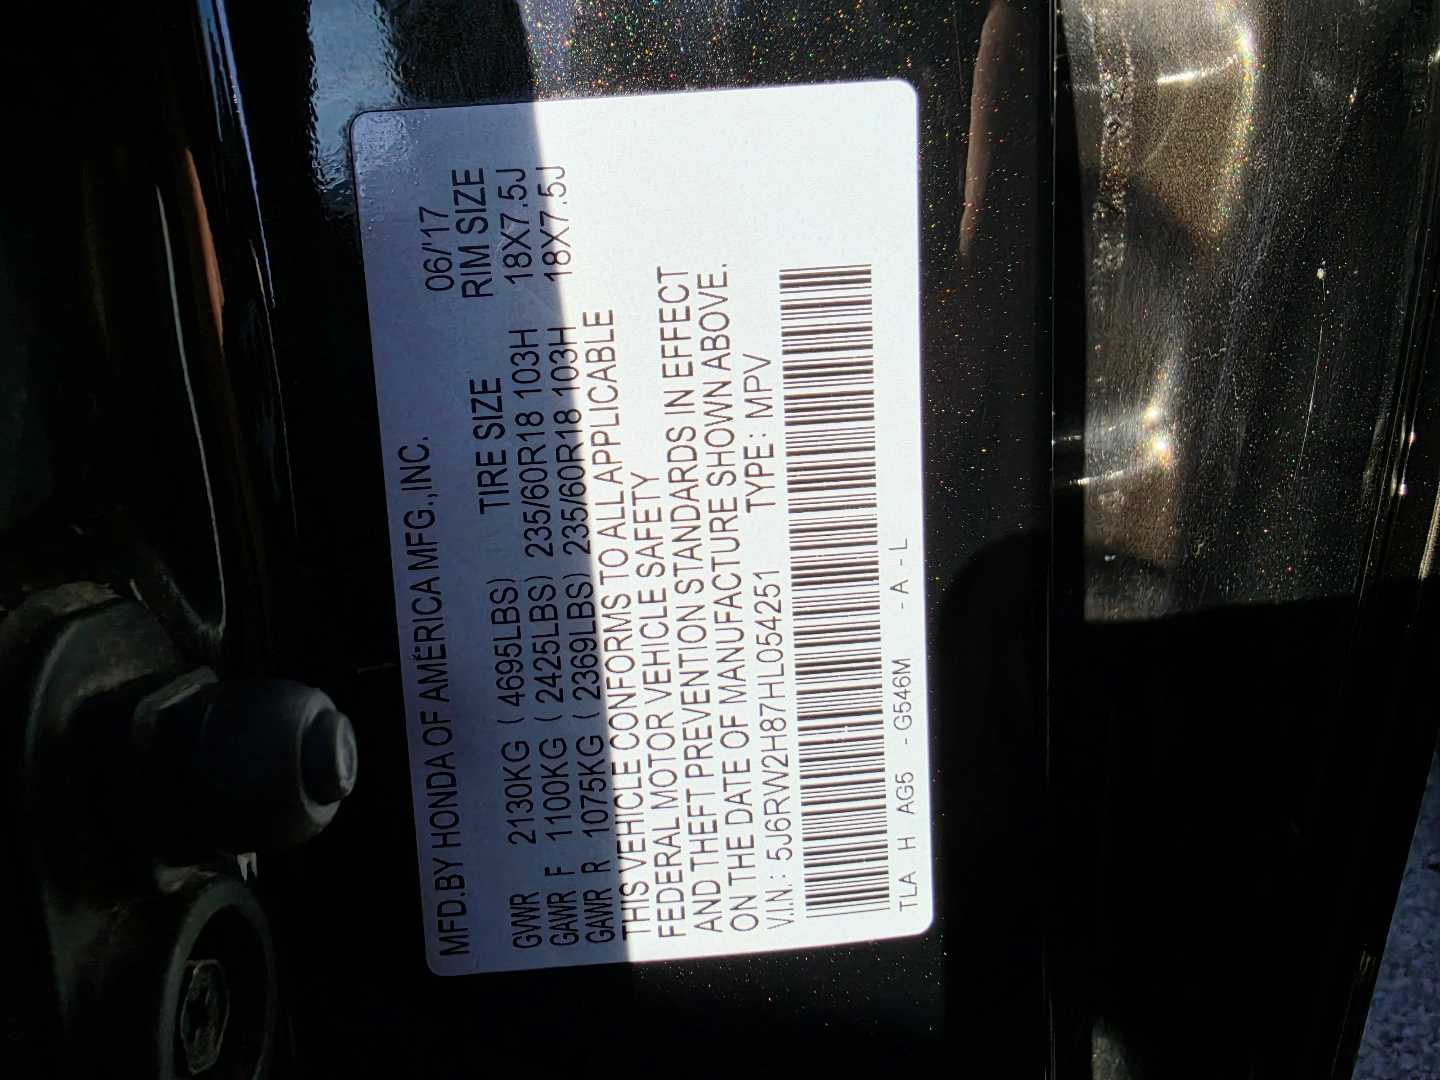 MFD.BY HONDA OF AMERICA MFG.,INC. 06/'17
TIRE SIZE RIM SIZE
GVWR 2130KG ( 4695LBS)
GAWR F 1100KG ( 2425LBS) 235/60R18 103H 18X7.5J
GAWR R 1075KG ( 2369LBS) 235/60R18 103H 18X7.5J
THIS VEHICLE CONFORMS TO ALL APPLICABLE
FEDERAL MOTOR VEHICLE SAFETY
AND THEFT PREVENTION STANDARDS IN EFFECT
ON THE DATE OF MANUFACTURE SHOWN ABOVE.
V.I.N.: 5J6RW2H87HL054251 TYPE: MPV
TLA H AG5 - G546M - A - L